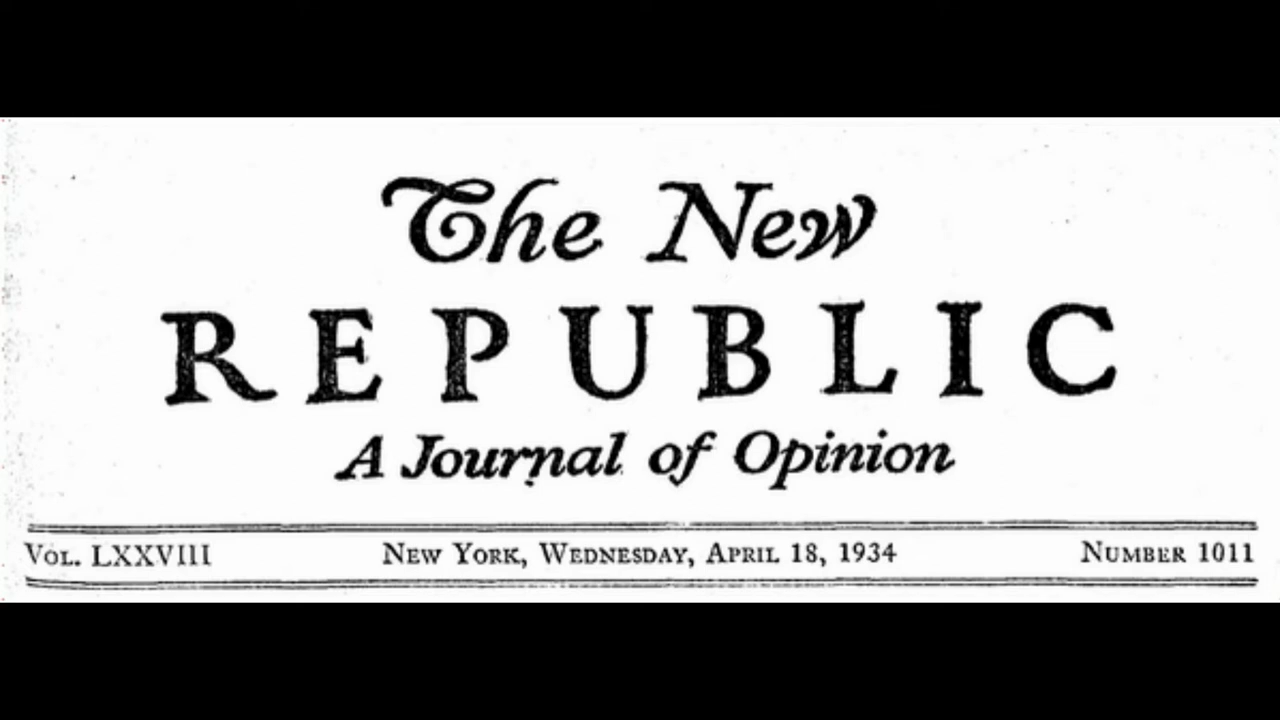 The New
REPUBLIC
A Journal of Opinion
VOL. LXXVIII NEW YORK, WEDNESDAY, APRIL 18, 1934 NUMBER 1011